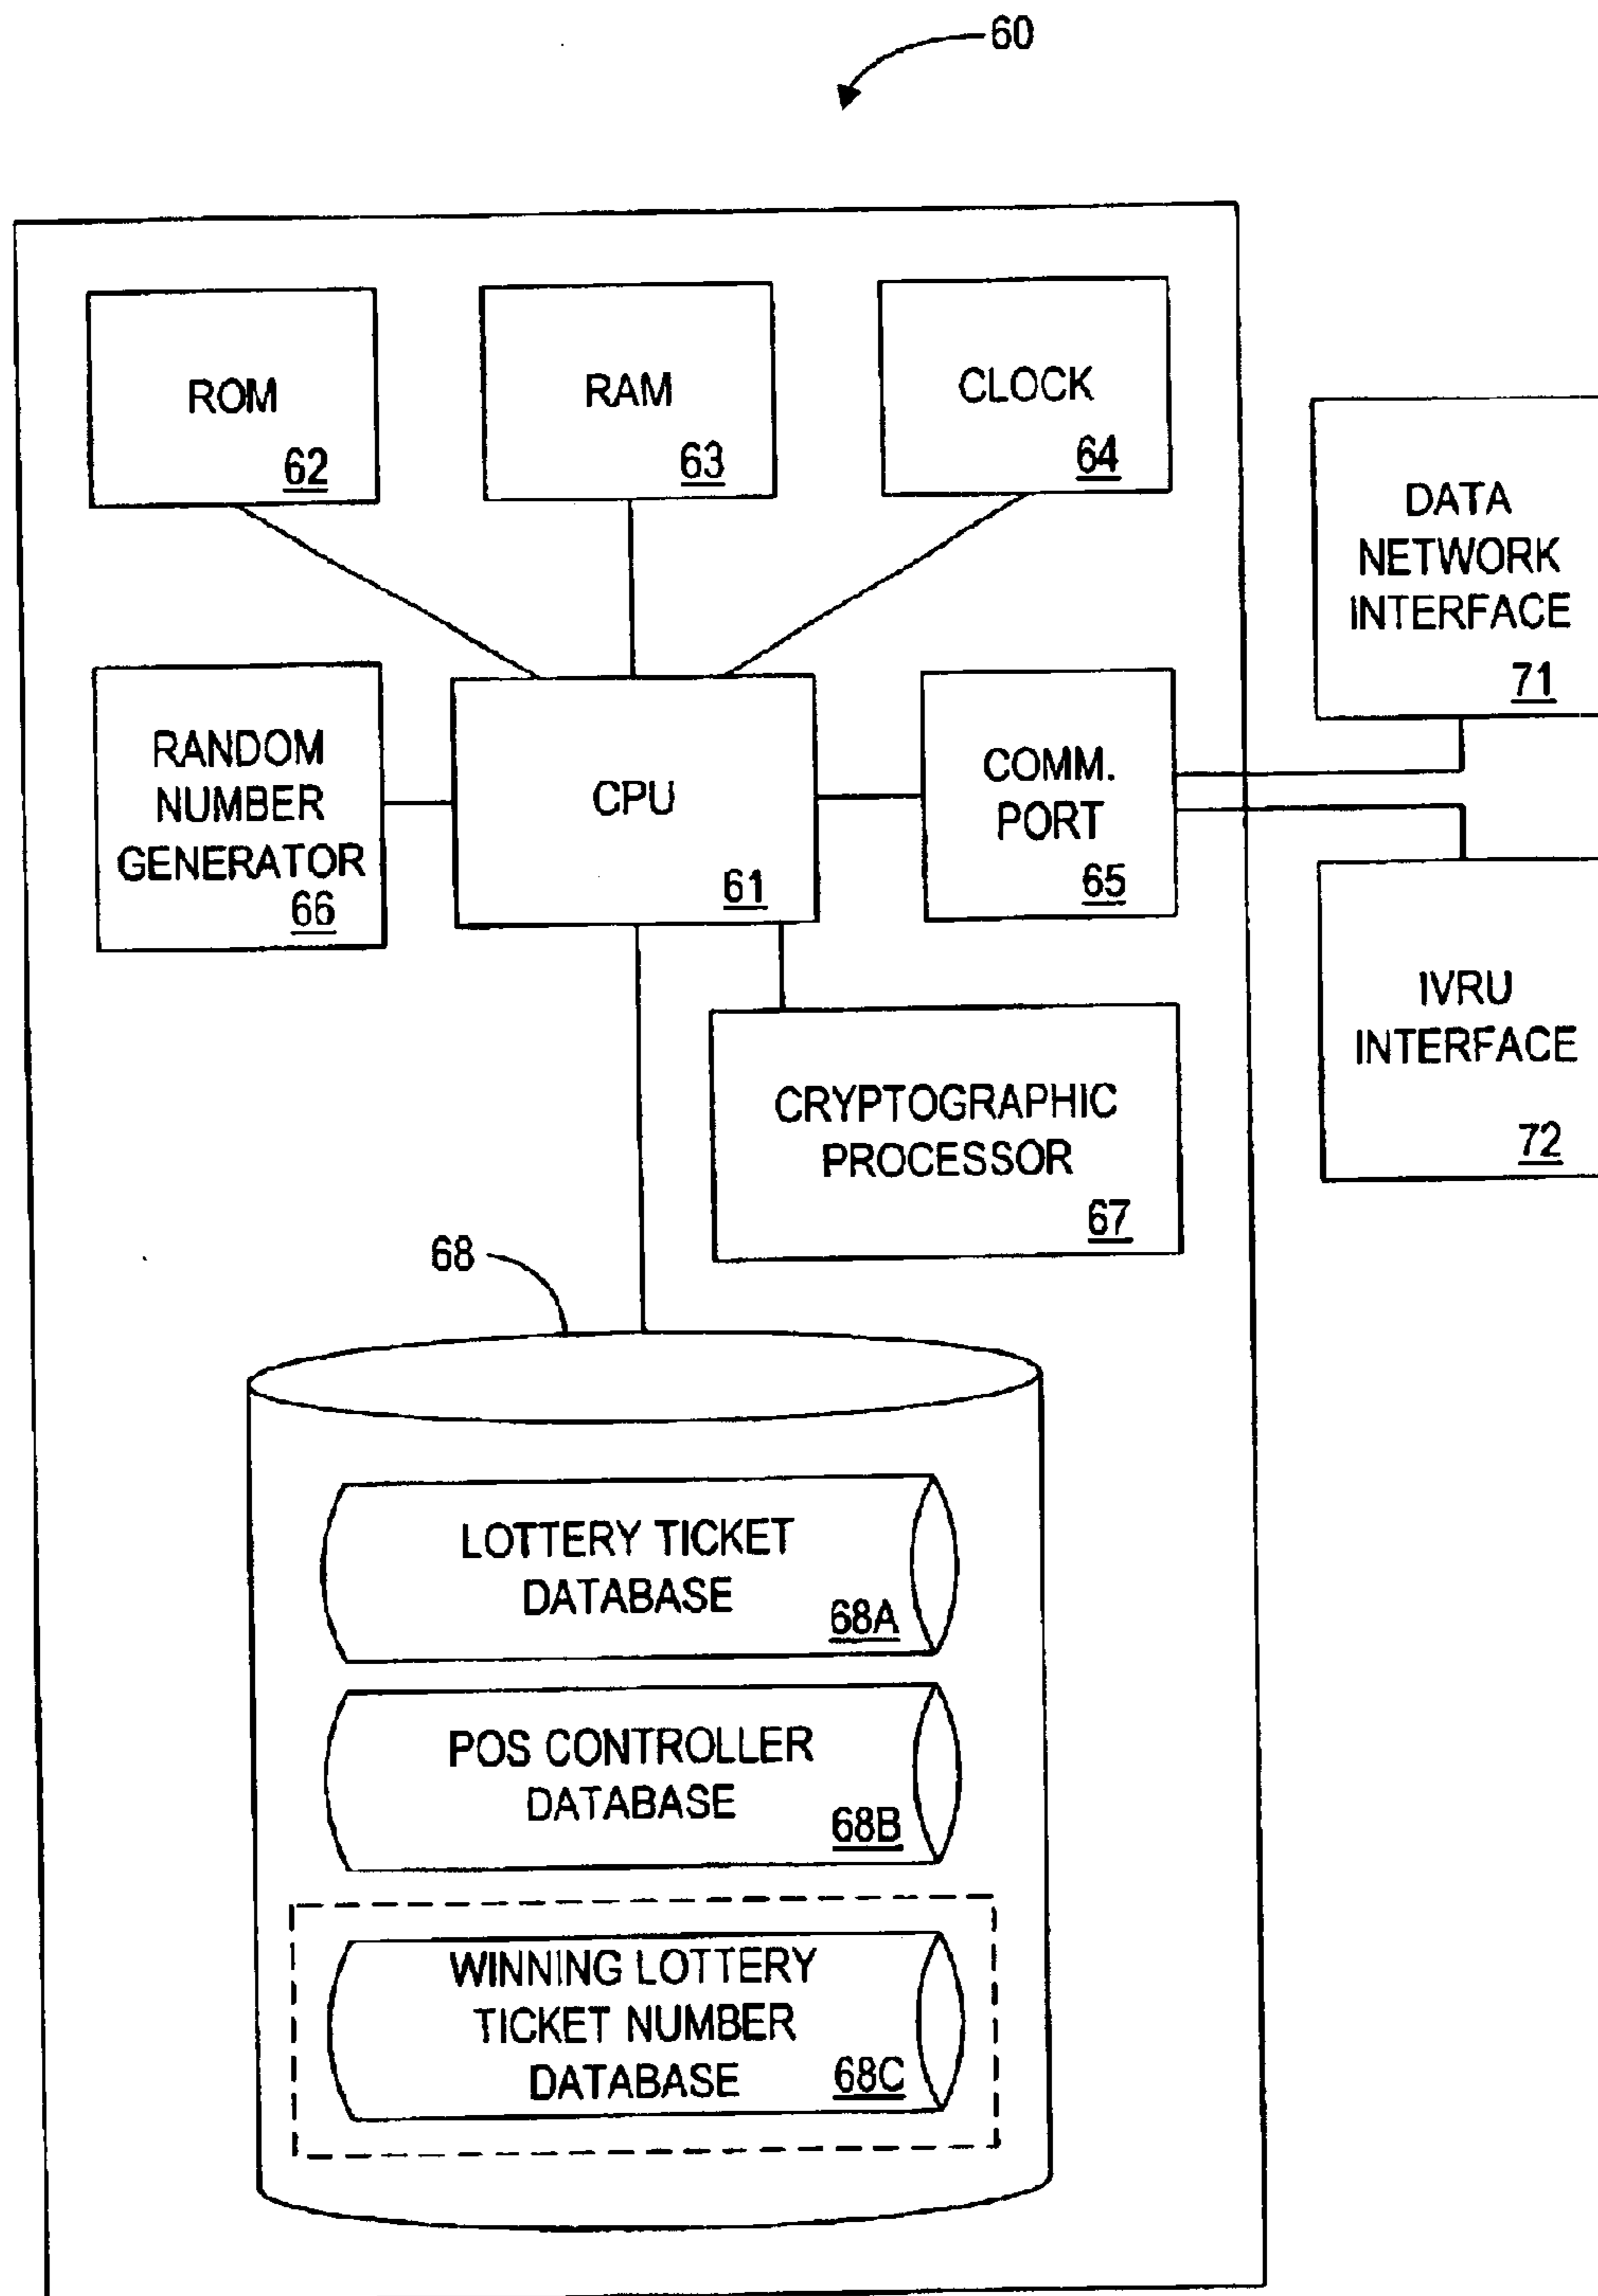 60
ROM
62
RAM
63
CLOCK
64
DATA
NETWORK
INTERFACE
71
RANDOM
NUMBER
GENERATOR
66
CPU
61
COMM.
PORT
65
IVRU
INTERFACE
72
CRYPTOGRAPHIC
PROCESSOR
67
68
LOTTERY TICKET
DATABASE
68A
POS CONTROLLER
DATABASE
68B
WINNING LOTTERY
TICKET NUMBER
DATABASE
68C